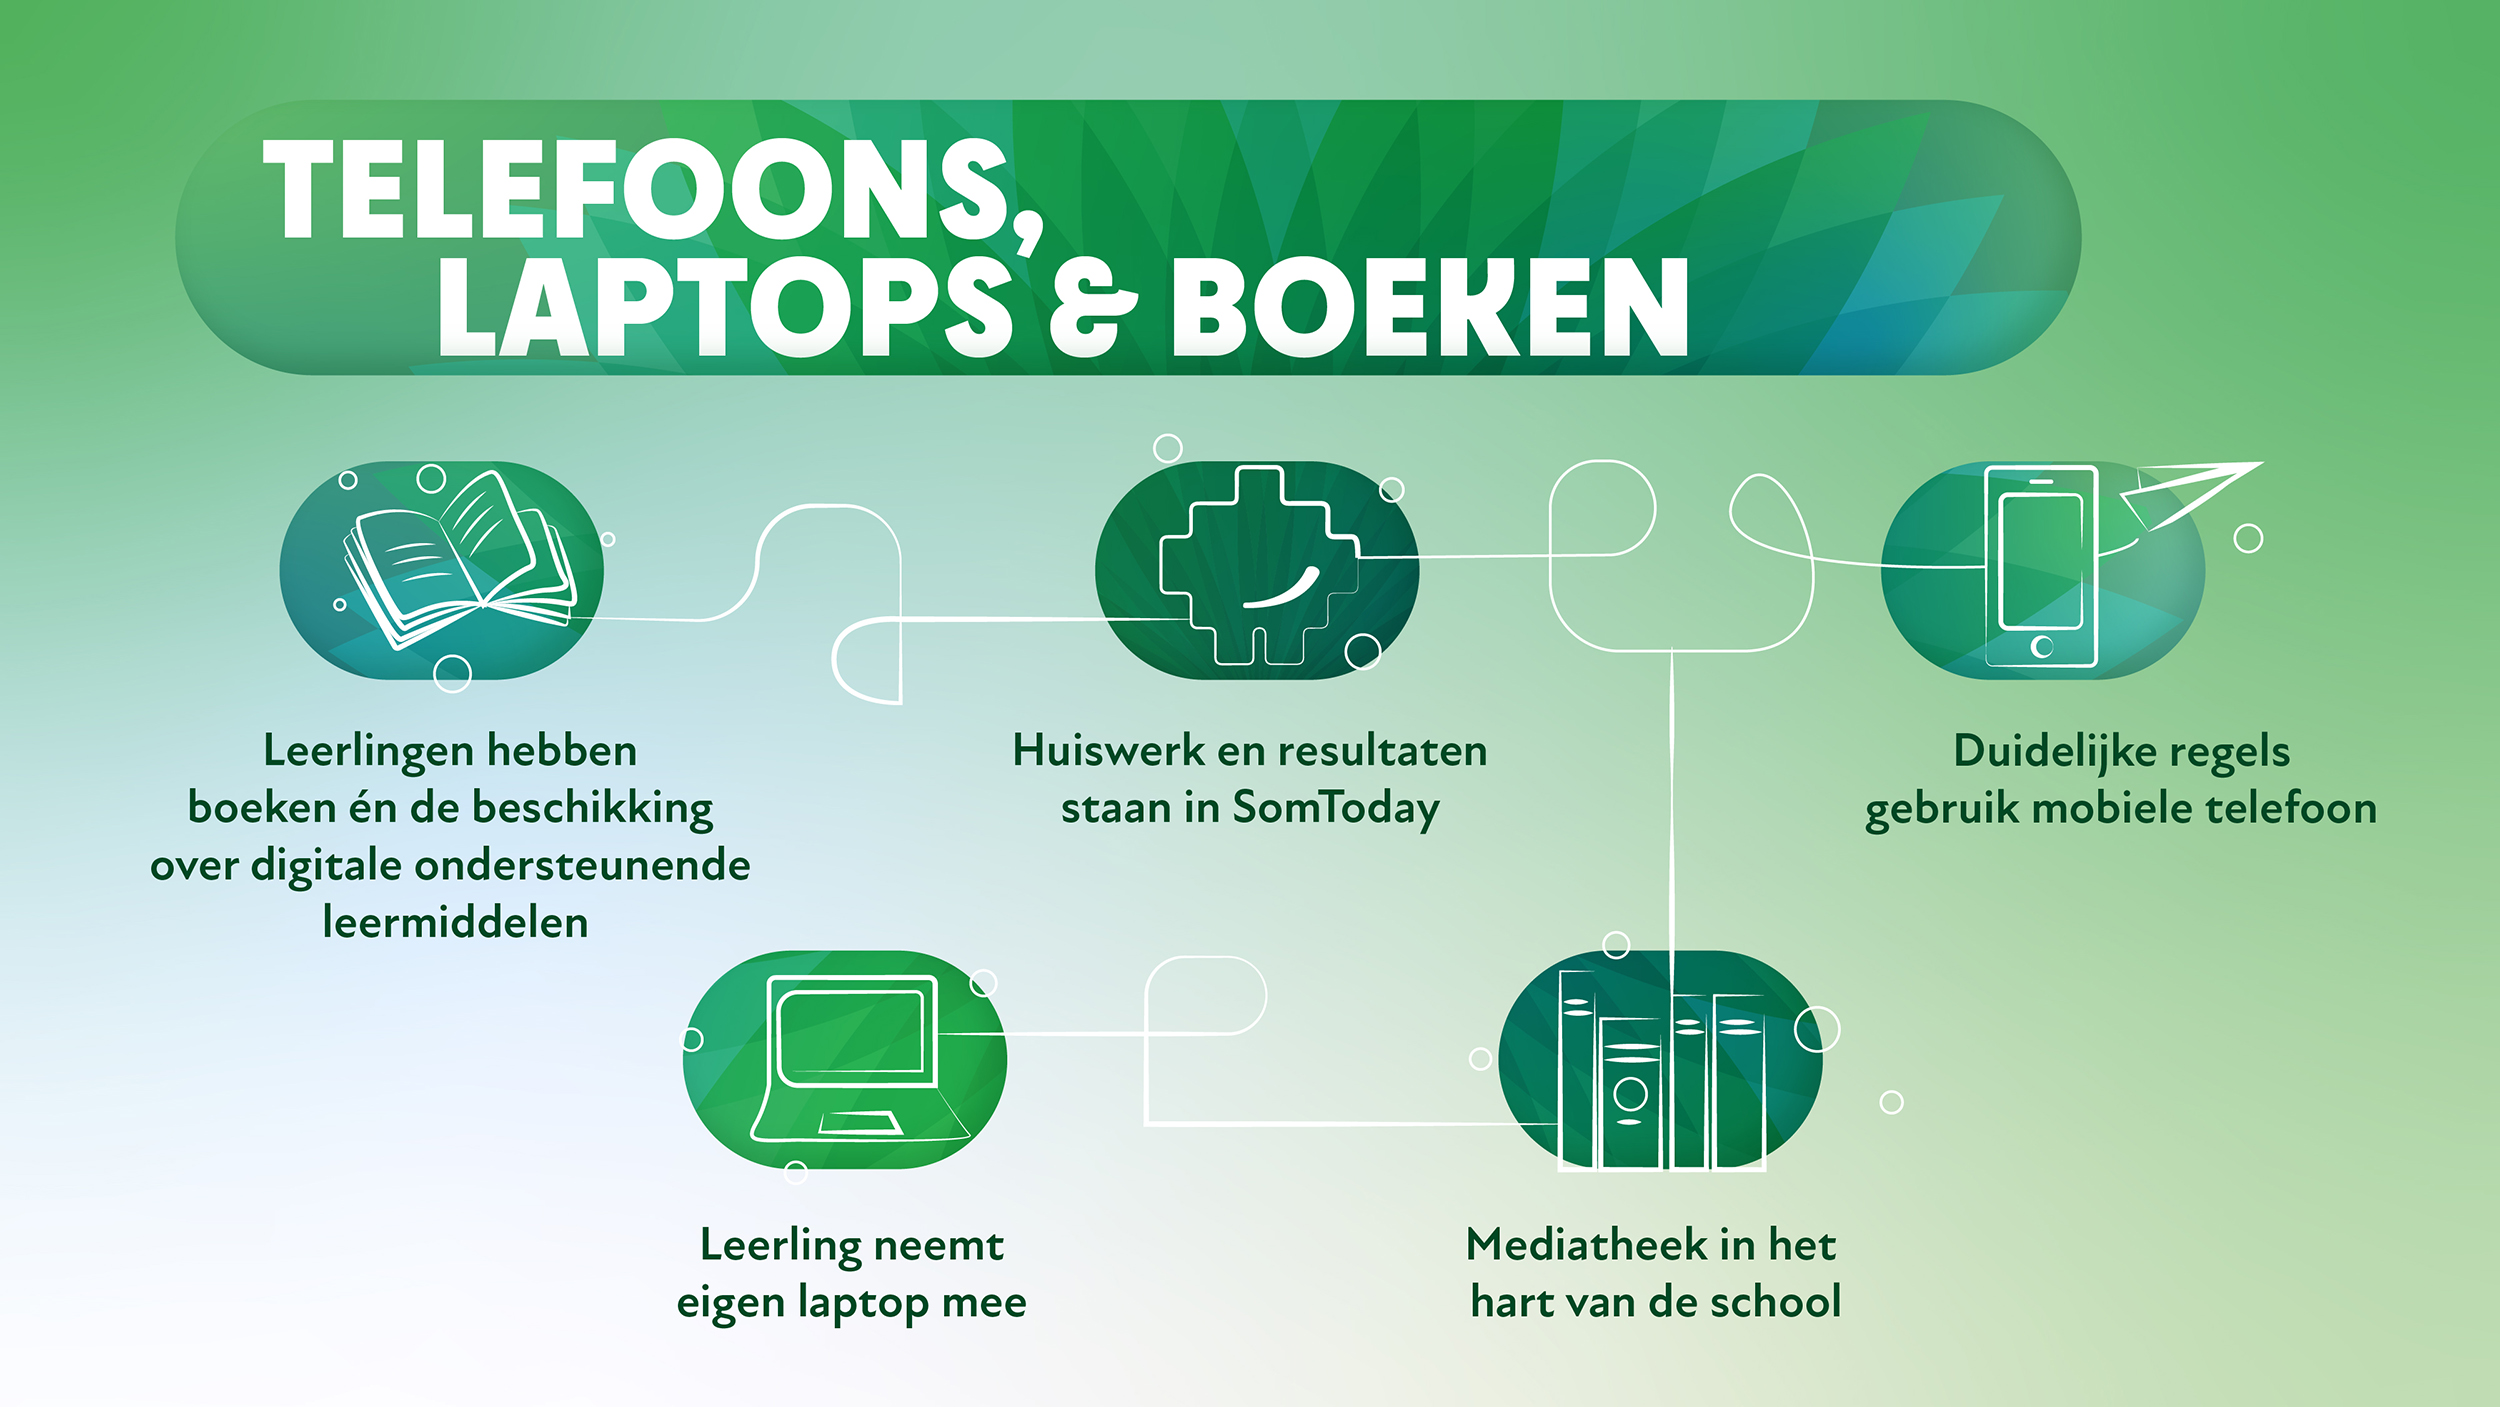 TELEFOONS,
LAPTOPS & BOEKEN
Leerlingen hebben
boeken én de beschikking
over digitale ondersteunende
leermiddelen
Huiswerk en resultaten
staan in SomToday
Duidelijke regels
gebruik mobiele telefoon
Leerling neemt
eigen laptop mee
Mediatheek in het
hart van de school